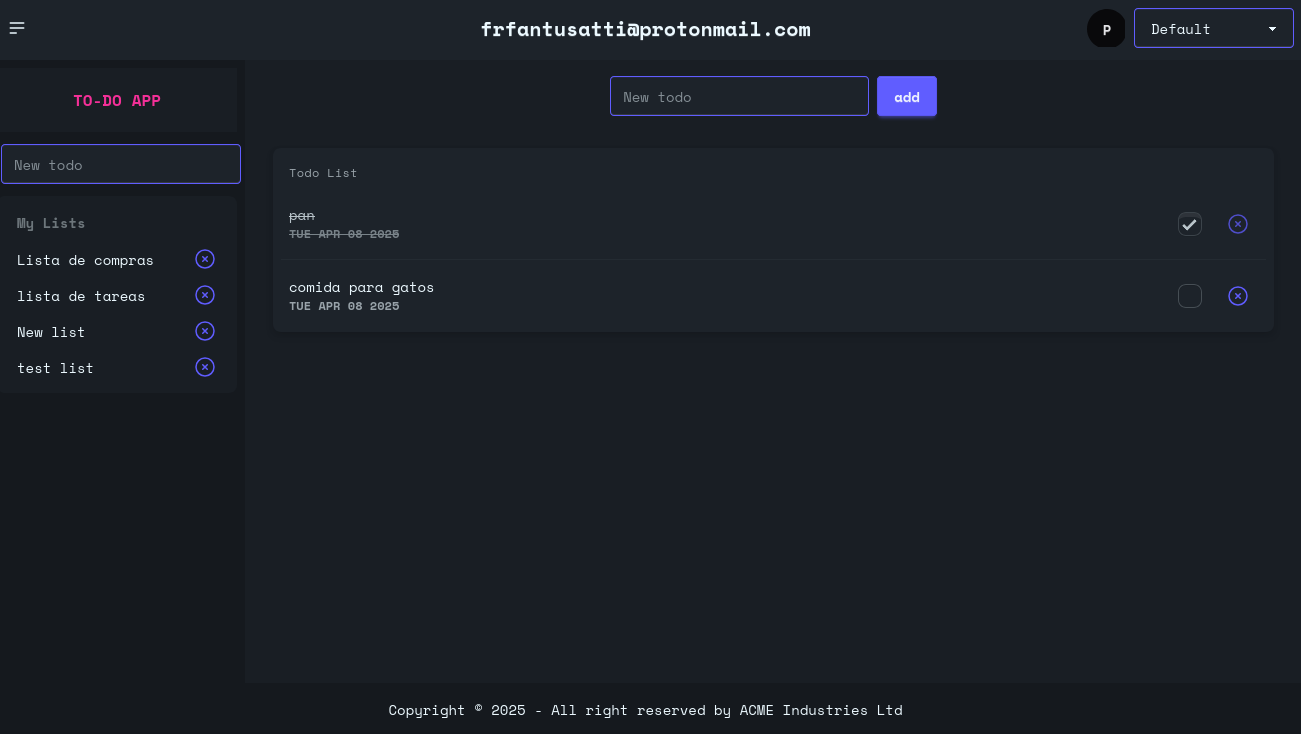 frfantusatti@protonmail.com
P
Default
TO-DO APP
New todo
My Lists
Lista de compras
lista de tareas
New list
test list
New todo
add
Todo List
pan
TUE APR 08 2025
comida para gatos
TUE APR 08 2025
Copyright © 2025 - All right reserved by ACME Industries Ltd